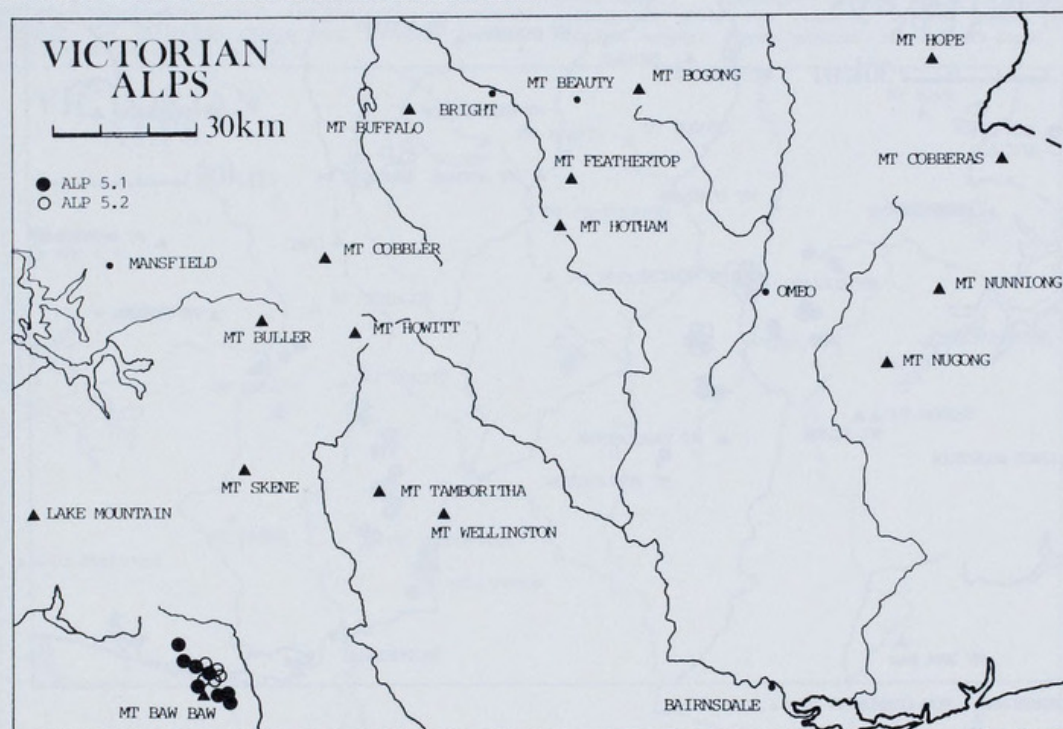 VICTORIAN
ALPS
30km
ALP 5.1
ALP 5.2
MT HOPE
MT BEAUTY
MT BOGONG
BRIGHT
MT BUFFALO
MT FEATHERTOP
MT COBBERAS
MT HOTHAM
MT COBBLER
MANSFIELD
OMEO
MT NUNNIONG
MT BULLER
MT HOWITT
MT NUGONG
MT SKENE
MT TAMBORITHA
LAKE MOUNTAIN
MT WELLINGTON
MT BAW BAW
BAIRNSDALE